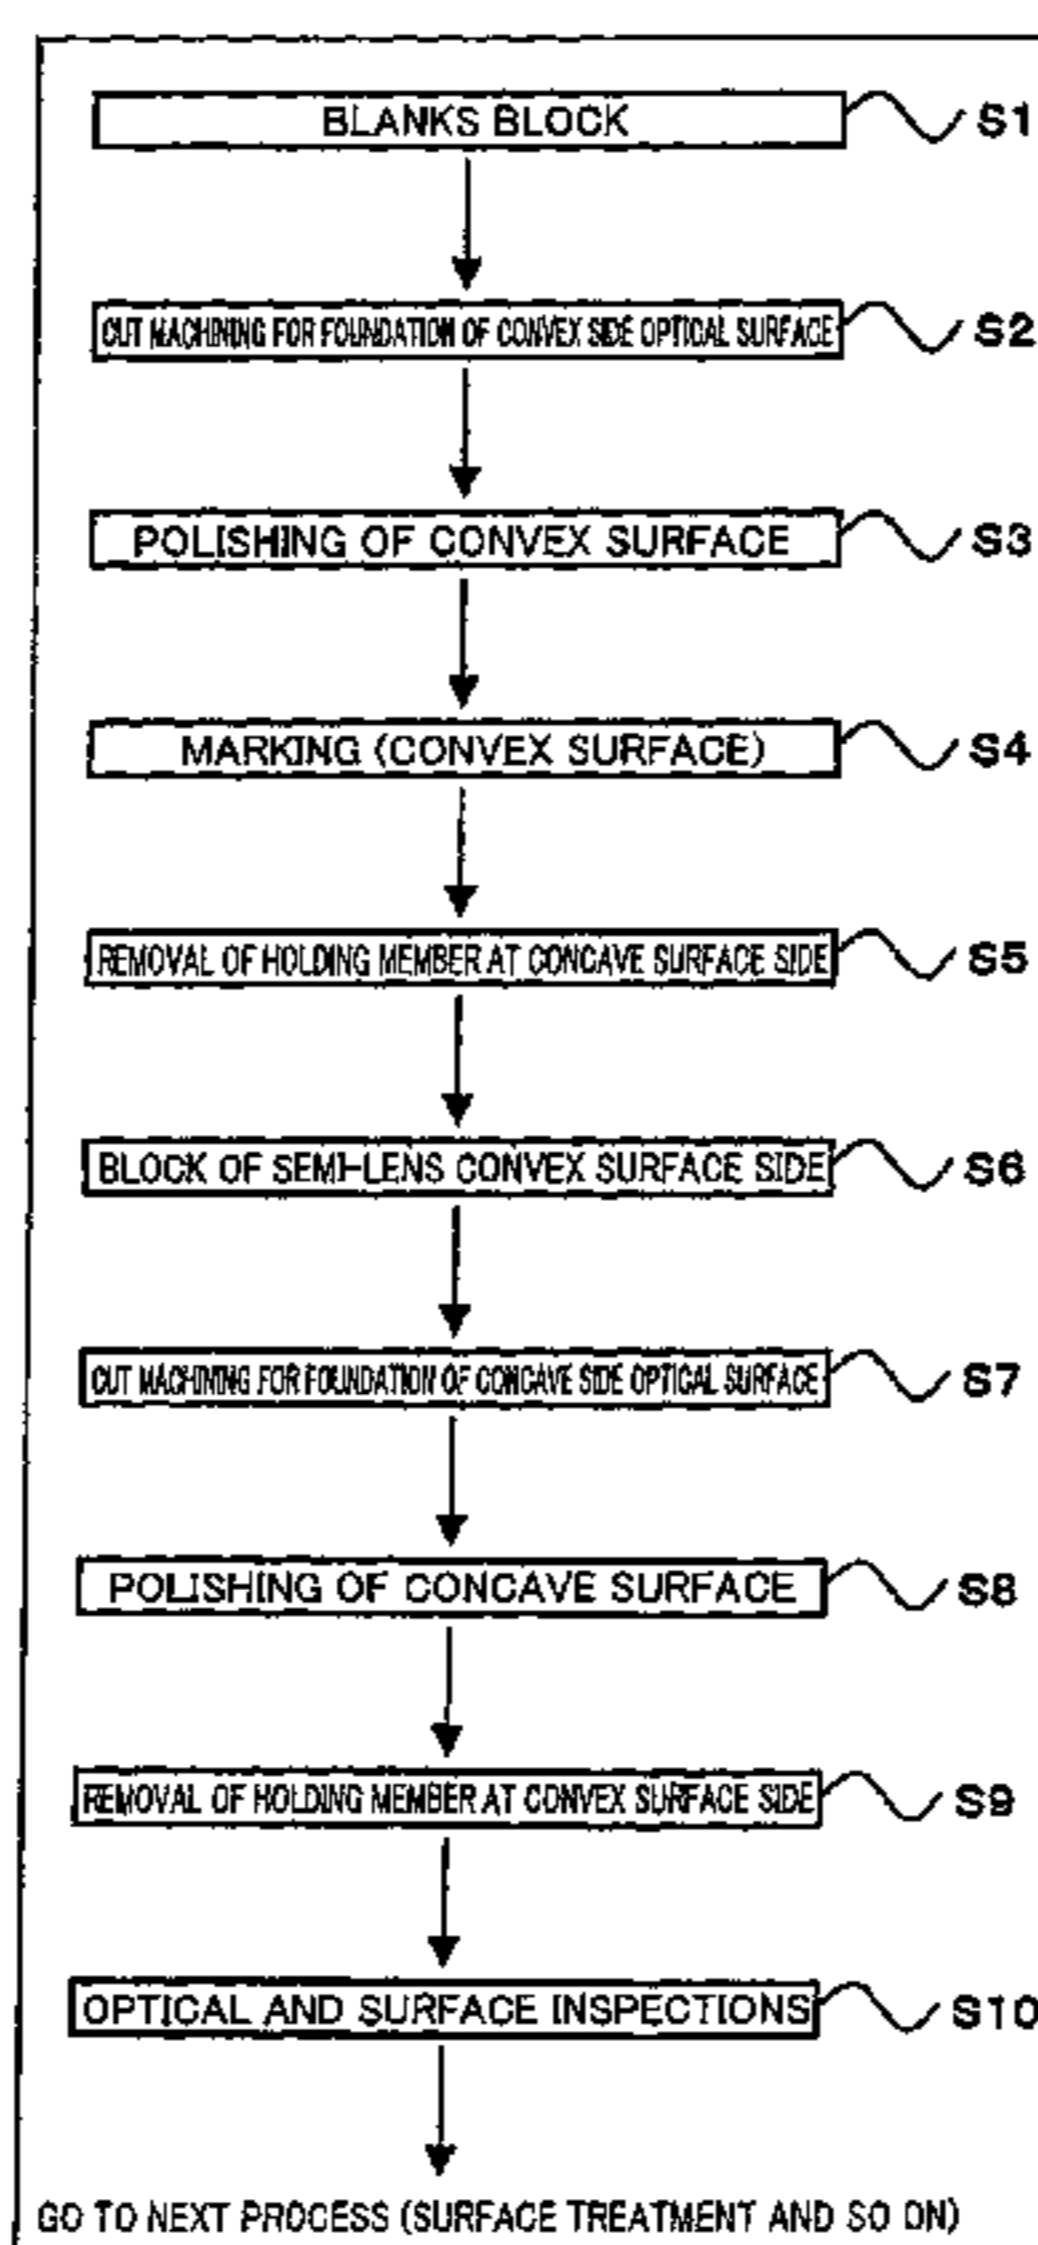 BLANKS BLOCK S1
CUT MACHINING FOR FOUNDATION OF CONVEX SIDE OPTICAL SURFACE S2
POLISHING OF CONVEX SURFACE S3
MARKING (CONVEX SURFACE) S4
REMOVAL OF HOLDING MEMBER AT CONCAVE SURFACE SIDE S5
BLOCK OF SEMI-LENS CONVEX SURFACE SIDE S6
CUT MACHINING FOR FOUNDATION OF CONCAVE SIDE OPTICAL SURFACE S7
POLISHING OF CONCAVE SURFACE S8
REMOVAL OF HOLDING MEMBER AT CONVEX SURFACE SIDE S9
OPTICAL AND SURFACE INSPECTIONS S10
GO TO NEXT PROCESS (SURFACE TREATMENT AND SO ON)